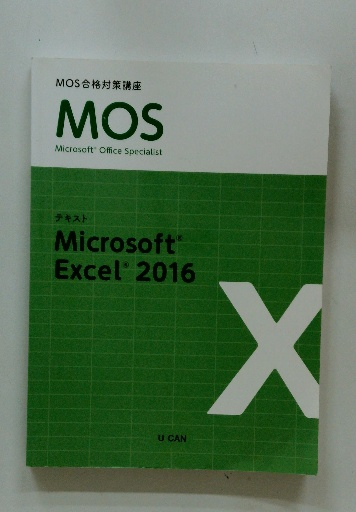 MOS合格対策講座
MOS
Microsoft® Office Specialist
テキスト
Microsoft®
Excel® 2016
X
U CAN